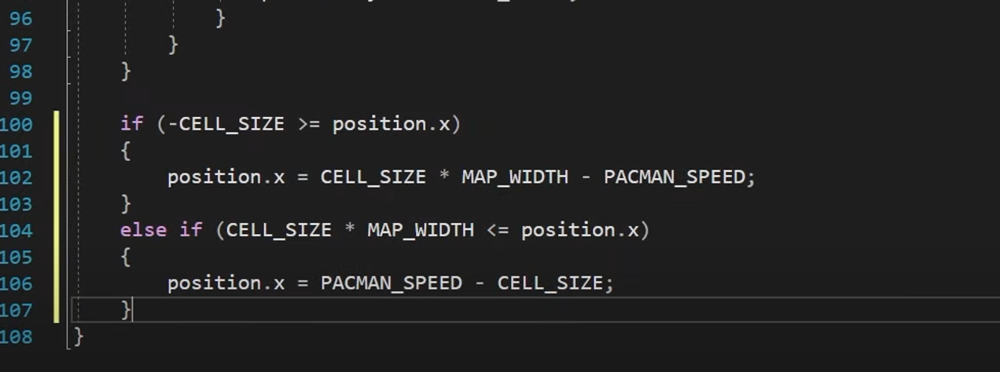 96 }
97 }
98 }
99
100 if (-CELL_SIZE >= position.x)
101 {
102 position.x = CELL_SIZE * MAP_WIDTH - PACMAN_SPEED;
103 }
104 else if (CELL_SIZE * MAP_WIDTH <= position.x)
105 {
106 position.x = PACMAN_SPEED - CELL_SIZE;
107 }
108 }